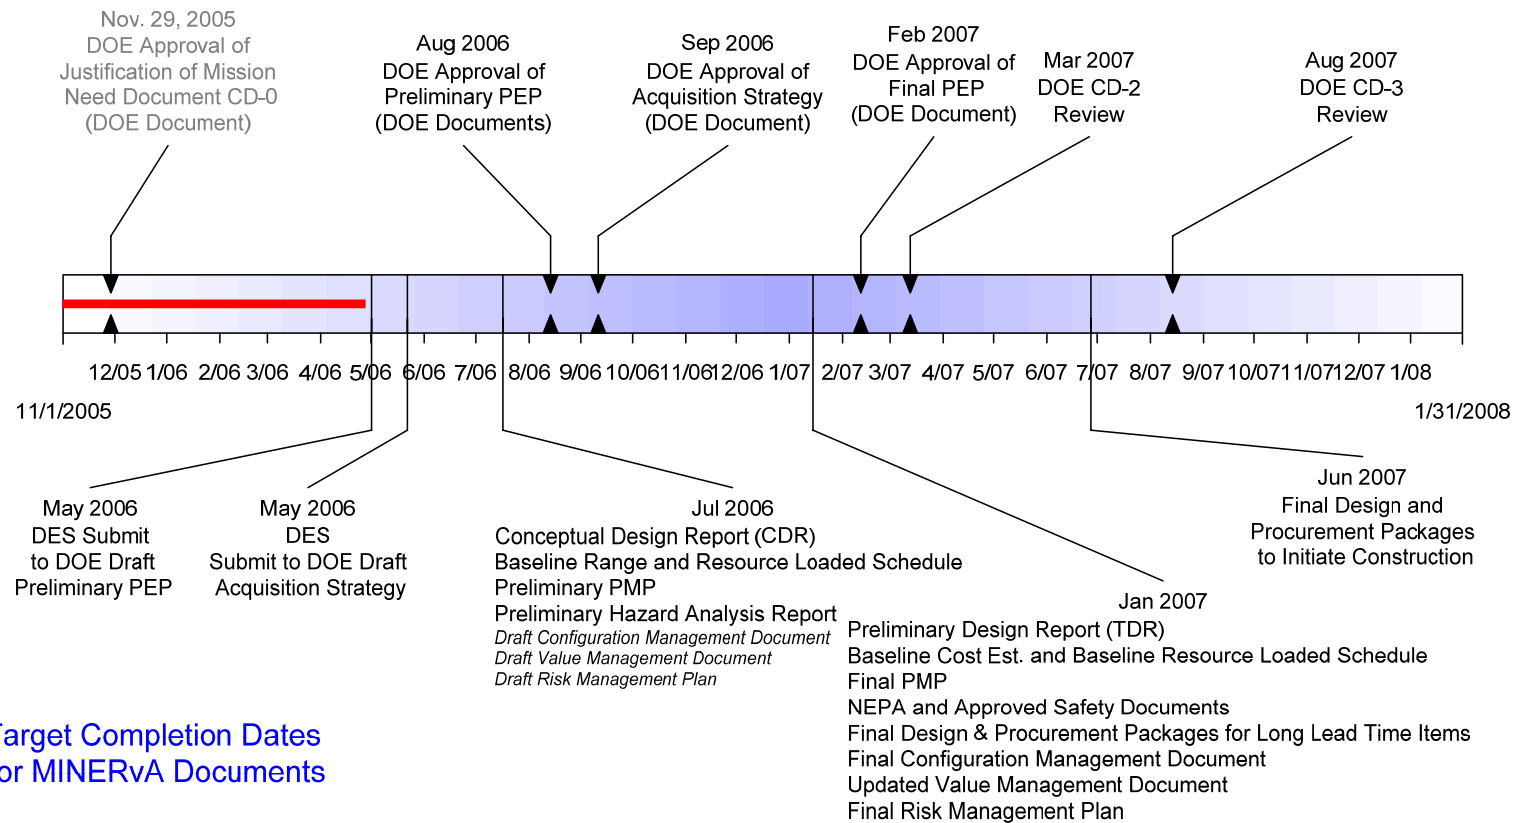 Nov. 29, 2005
DOE Approval of
Justification of Mission
Need Document CD-0
(DOE Document)
Aug 2006
DOE Approval of
Preliminary PEP
(DOE Documents)
Sep 2006
DOE Approval of
Acquisition Strategy
(DOE Document)
Feb 2007
DOE Approval of
Final PEP
(DOE Document)
Mar 2007
DOE CD-2
Review
Aug 2007
DOE CD-3
Review
12/05 1/06 2/06 3/06 4/06 5/06 6/06 7/06 8/06 9/06 10/06 11/06 12/06 1/07 2/07 3/07 4/07 5/07 6/07 7/07 8/07 9/07 10/07 11/07 12/07 1/08
11/1/2005 1/31/2008
May 2006
DES Submit
to DOE Draft
Preliminary PEP
May 2006
DES
Submit to DOE Draft
Acquisition Strategy
Jul 2006
Conceptual Design Report (CDR)
Baseline Range and Resource Loaded Schedule
Preliminary PMP
Preliminary Hazard Analysis Report
Draft Configuration Management Document
Draft Value Management Document
Draft Risk Management Plan
Jun 2007
Final Design and
Procurement Packages
to Initiate Construction
Jan 2007
Preliminary Design Report (TDR)
Baseline Cost Est. and Baseline Resource Loaded Schedule
Final PMP
NEPA and Approved Safety Documents
Final Design & Procurement Packages for Long Lead Time Items
Final Configuration Management Document
Updated Value Management Document
Final Risk Management Plan
Target Completion Dates
or MINERvA Documents